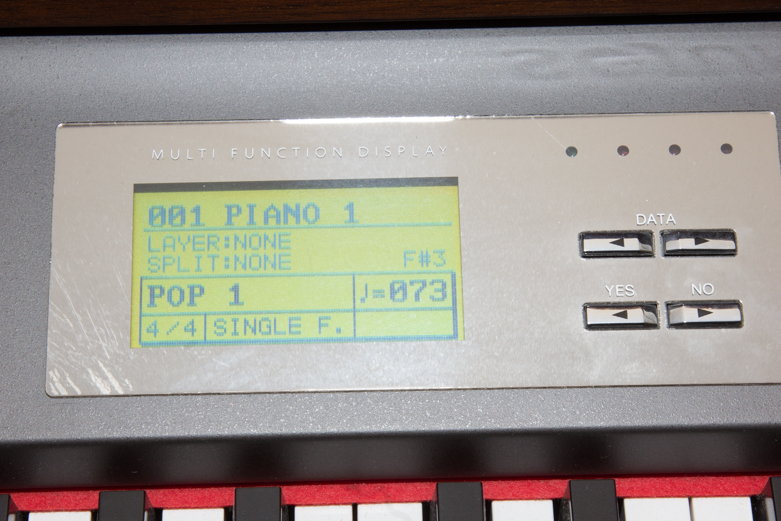 MULTI FUNCTION DISPLAY
001 PIANO 1
LAYER:NONE
SPLIT:NONE F#3
POP 1 ♩=073
4/4 SINGLE F.
DATA
YES NO